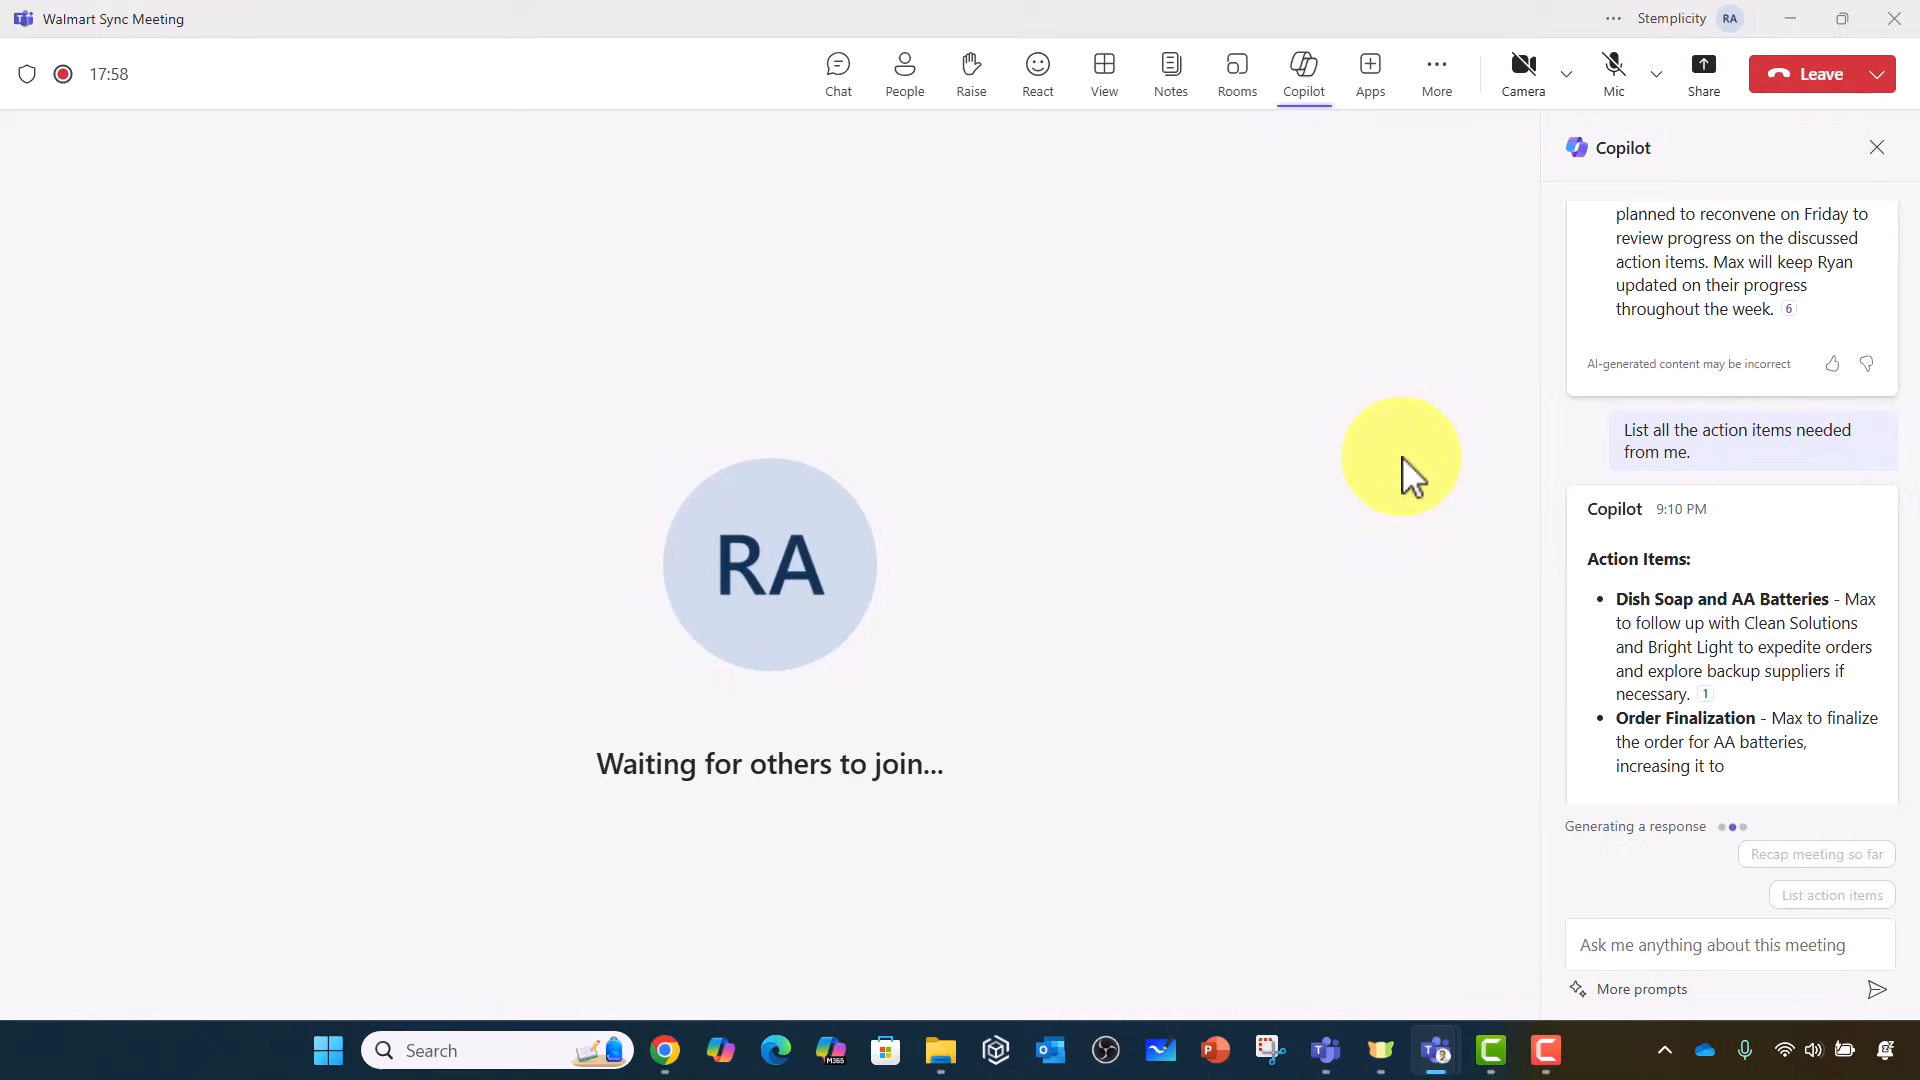 Walmart Sync Meeting
Stemplicity RA
17:58
Chat People Raise React View Notes Rooms Copilot Apps More Camera Mic Share Leave
Copilot
planned to reconvene on Friday to
review progress on the discussed
action items. Max will keep Ryan
updated on their progress
throughout the week. 6
AI-generated content may be incorrect
List all the action items needed
from me.
Copilot 9:10 PM
Action Items:
• Dish Soap and AA Batteries - Max
to follow up with Clean Solutions
and Bright Light to expedite orders
and explore backup suppliers if
necessary. 1
• Order Finalization - Max to finalize
the order for AA batteries,
increasing it to
Generating a response
Recap meeting so far
List action items
Ask me anything about this meeting
More prompts
RA
Waiting for others to join...
Search
M365